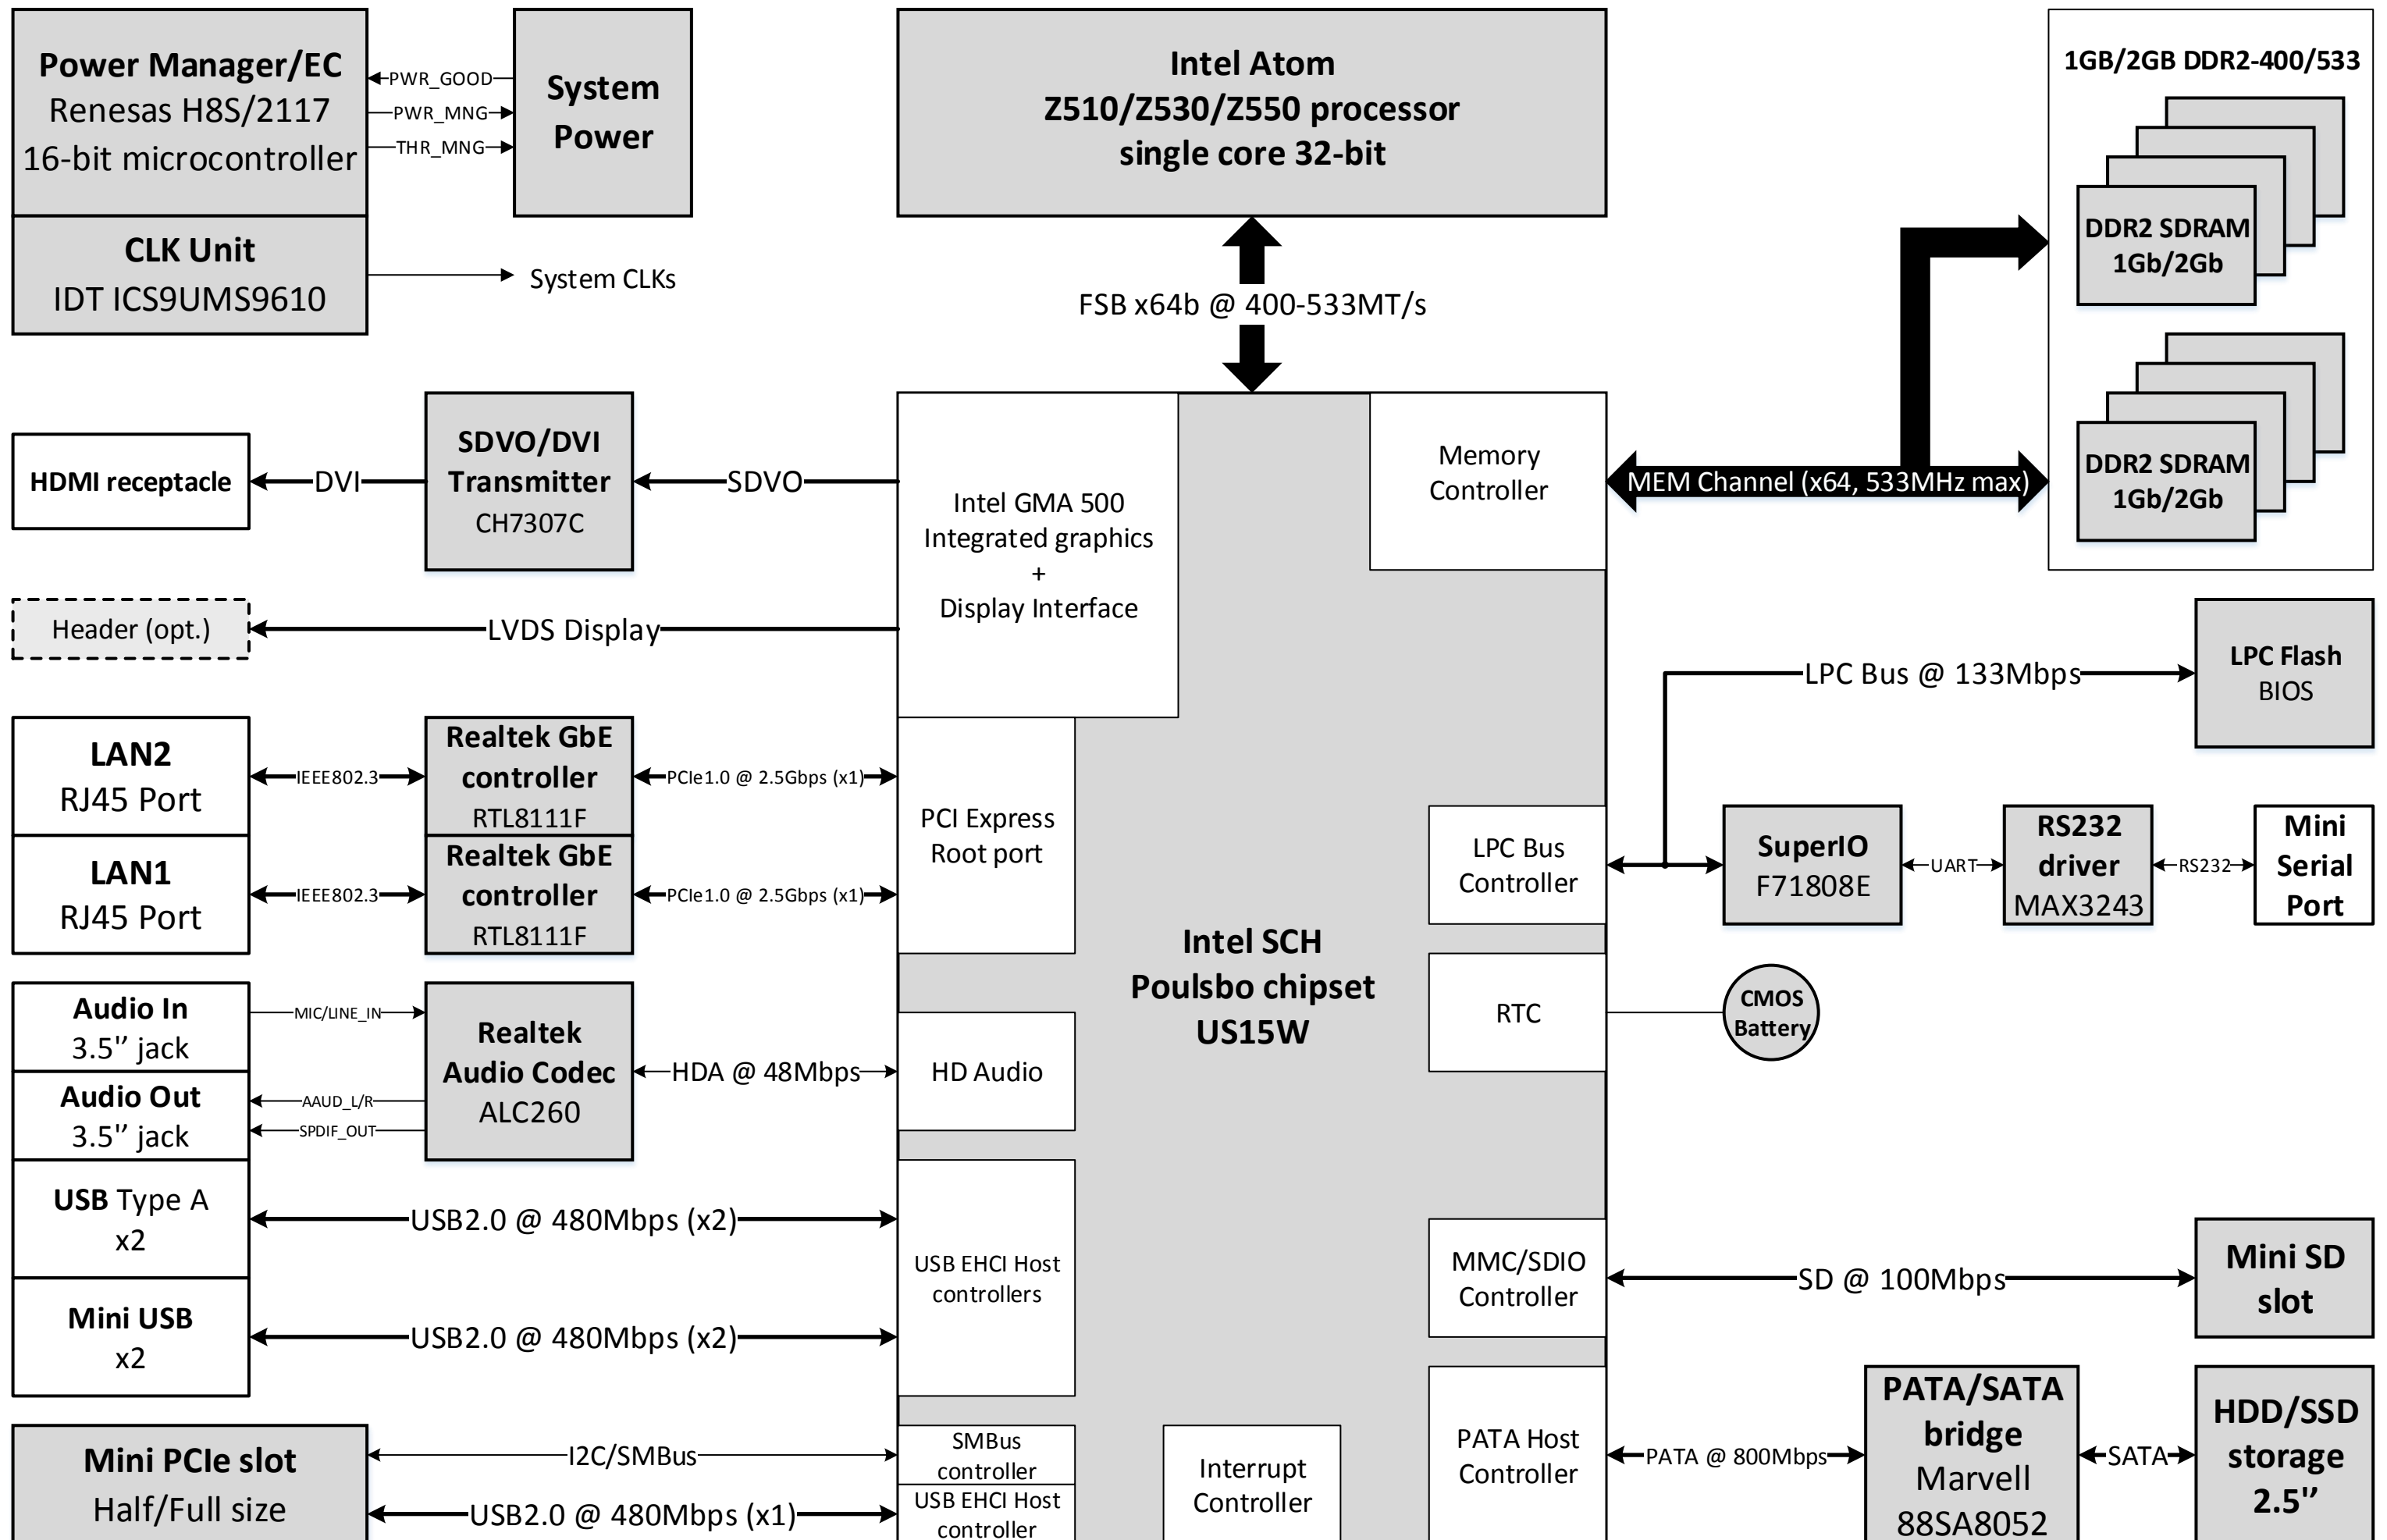 Power Manager/EC
Renesas H8S/2117
16-bit microcontroller
PWR_GOOD
PWR_MNG
THR_MNG
System
Power
CLK Unit
IDT ICS9UMS9610
System CLKs
Intel Atom
Z510/Z530/Z550 processor
single core 32-bit
FSB x64b @ 400-533MT/s
1GB/2GB DDR2-400/533
DDR2 SDRAM
1Gb/2Gb
DDR2 SDRAM
1Gb/2Gb
HDMI receptacle
DVI
SDVO/DVI
Transmitter
CH7307C
SDVO
Intel GMA 500
Integrated graphics
+
Display Interface
Memory
Controller
MEM Channel (x64, 533MHz max)
Header (opt.)
LVDS Display
LPC Bus @ 133Mbps
LPC Flash
BIOS
LAN2
RJ45 Port
IEEE802.3
Realtek GbE
controller
RTL8111F
PCIe1.0 @ 2.5Gbps (x1)
LAN1
RJ45 Port
IEEE802.3
Realtek GbE
controller
RTL8111F
PCIe1.0 @ 2.5Gbps (x1)
PCI Express
Root port
LPC Bus
Controller
SuperIO
F71808E
UART
RS232
driver
MAX3243
RS232
Mini
Serial
Port
Intel SCH
Poulsbo chipset
US15W
RTC
CMOS
Battery
Audio In
3.5'' jack
MIC/LINE_IN
Audio Out
3.5'' jack
AAUD_L/R
SPDIF_OUT
Realtek
Audio Codec
ALC260
HDA @ 48Mbps
HD Audio
USB Type A
x2
USB2.0 @ 480Mbps (x2)
Mini USB
x2
USB2.0 @ 480Mbps (x2)
USB EHCI Host
controllers
MMC/SDIO
Controller
SD @ 100Mbps
Mini SD
slot
Mini PCIe slot
Half/Full size
I2C/SMBus
USB2.0 @ 480Mbps (x1)
SMBus
controller
USB EHCI Host
controller
Interrupt
Controller
PATA Host
Controller
PATA @ 800Mbps
PATA/SATA
bridge
Marvell
88SA8052
SATA
HDD/SSD
storage
2.5''